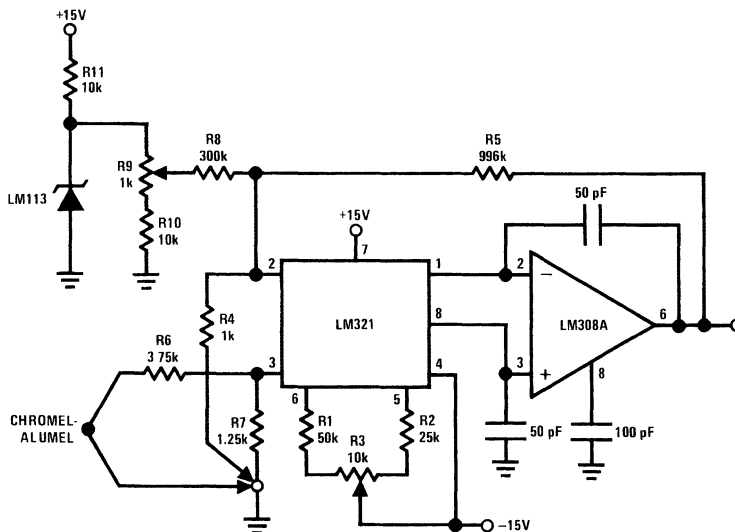 +15V
R11
10k
R9
1k
R8
300k
R5
996k
50 pF
LM113
R10
10k
+15V
7
2
1
2
−
LM321
LM308A
6
R4
1k
8
R6
3 75k
3
4
3
+
8
CHROMEL-
ALUMEL
R7
1.25k
6
5
R1
50k
R3
10k
R2
25k
50 pF
100 pF
−15V